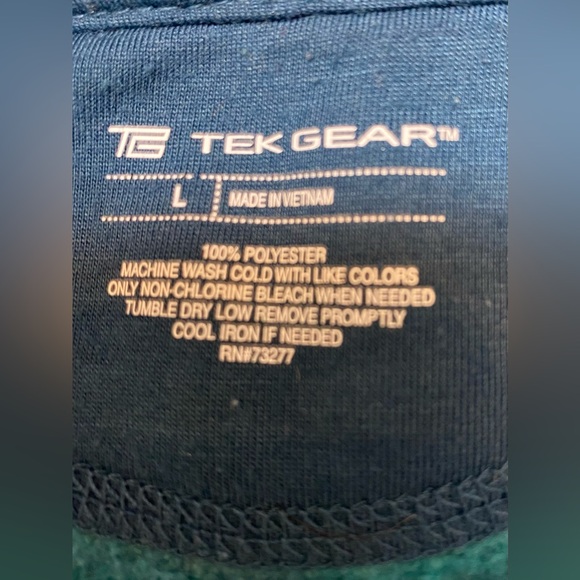 TG TEK GEAR™
L MADE IN VIETNAM
100% POLYESTER
MACHINE WASH COLD WITH LIKE COLORS
ONLY NON-CHLORINE BLEACH WHEN NEEDED
TUMBLE DRY LOW REMOVE PROMPTLY
COOL IRON IF NEEDED
RN#73277